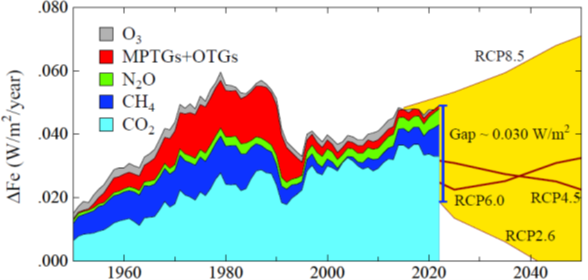 .080
.060
.040
.020
.000
ΔFe (W/m²/year)
O₃
MPTGs+OTGs
N₂O
CH₄
CO₂
RCP8.5
Gap ~ 0.030 W/m²
RCP6.0
RCP4.5
RCP2.6
1960
1980
2000
2020
2040